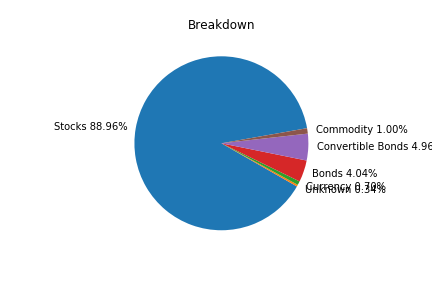 Breakdown
Stocks 88.96%
Commodity 1.00%
Convertible Bonds 4.96
Bonds 4.04%
Currency 0.70%
Unknown 0.34%